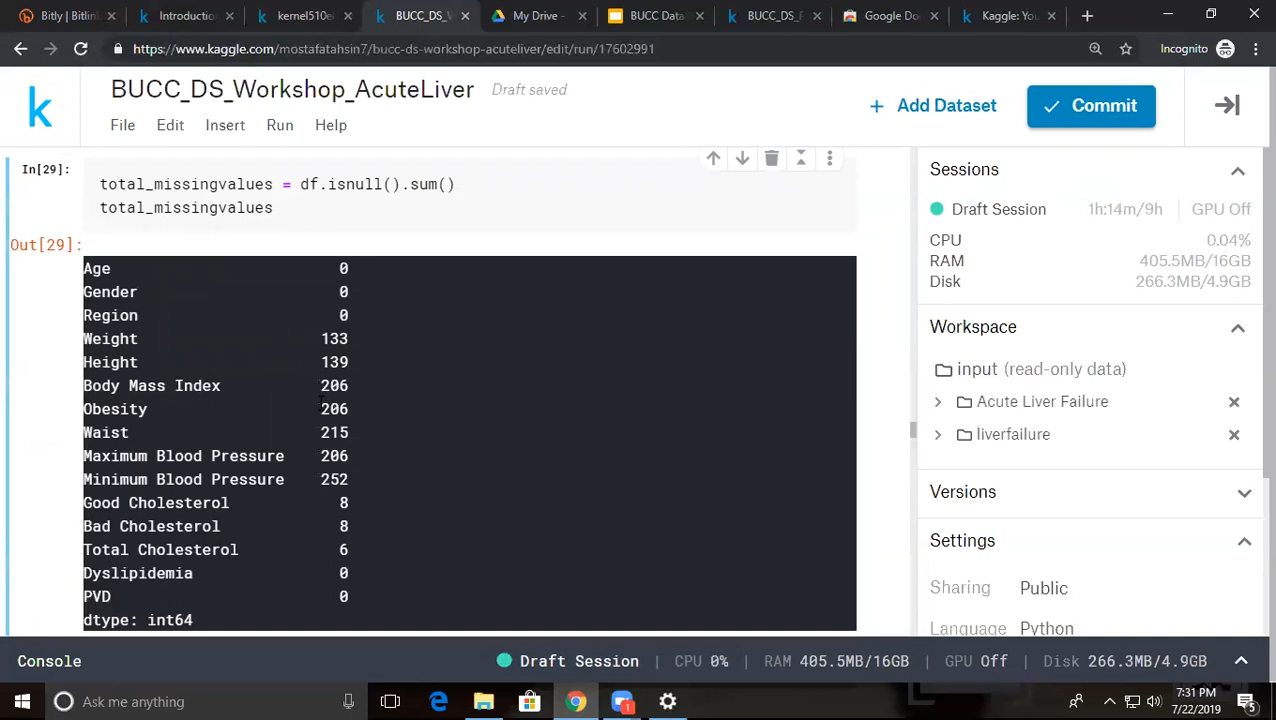 Bitly | Bitlin
Introduction
kernel510e
BUCC_DS_W
My Drive -
BUCC Data
BUCC_DS_F
Google Do
Kaggle: You
https://www.kaggle.com/mostafatahsin7/bucc-ds-workshop-acuteliver/edit/run/17602991
Incognito
k
BUCC_DS_Workshop_AcuteLiver
Draft saved
File Edit Insert Run Help
+ Add Dataset
Commit
In[29]:
total_missingvalues = df.isnull().sum()
total_missingvalues
Out[29]:
Age 0
Gender 0
Region 0
Weight 133
Height 139
Body Mass Index 206
Obesity 206
Waist 215
Maximum Blood Pressure 206
Minimum Blood Pressure 252
Good Cholesterol 8
Bad Cholesterol 8
Total Cholesterol 6
Dyslipidemia 0
PVD 0
dtype: int64
Sessions
Draft Session 1h:14m/9h GPU Off
CPU 0.04%
RAM 405.5MB/16GB
Disk 266.3MB/4.9GB
Workspace
input (read-only data)
Acute Liver Failure
liverfailure
Versions
Settings
Sharing Public
Language Python
Console
Draft Session | CPU 0% | RAM 405.5MB/16GB | GPU Off | Disk 266.3MB/4.9GB
Ask me anything
1
7:31 PM
7/22/2019
5